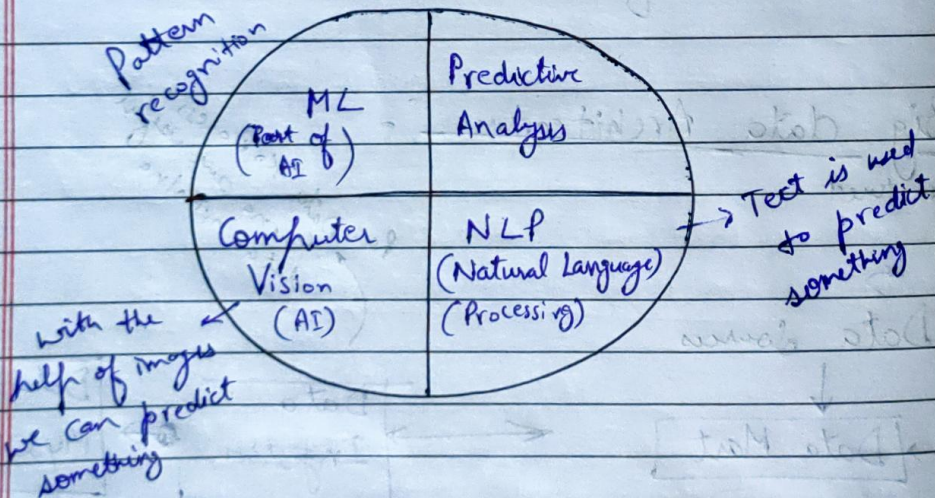 Pattern
recognition
ML
(Part of
AI)
Predictive
Analysis
Computer
Vision
(AI)
NLP
(Natural Language)
(Processing)
→ Text is used
to predict
something
with the
help of images
we can predict
something